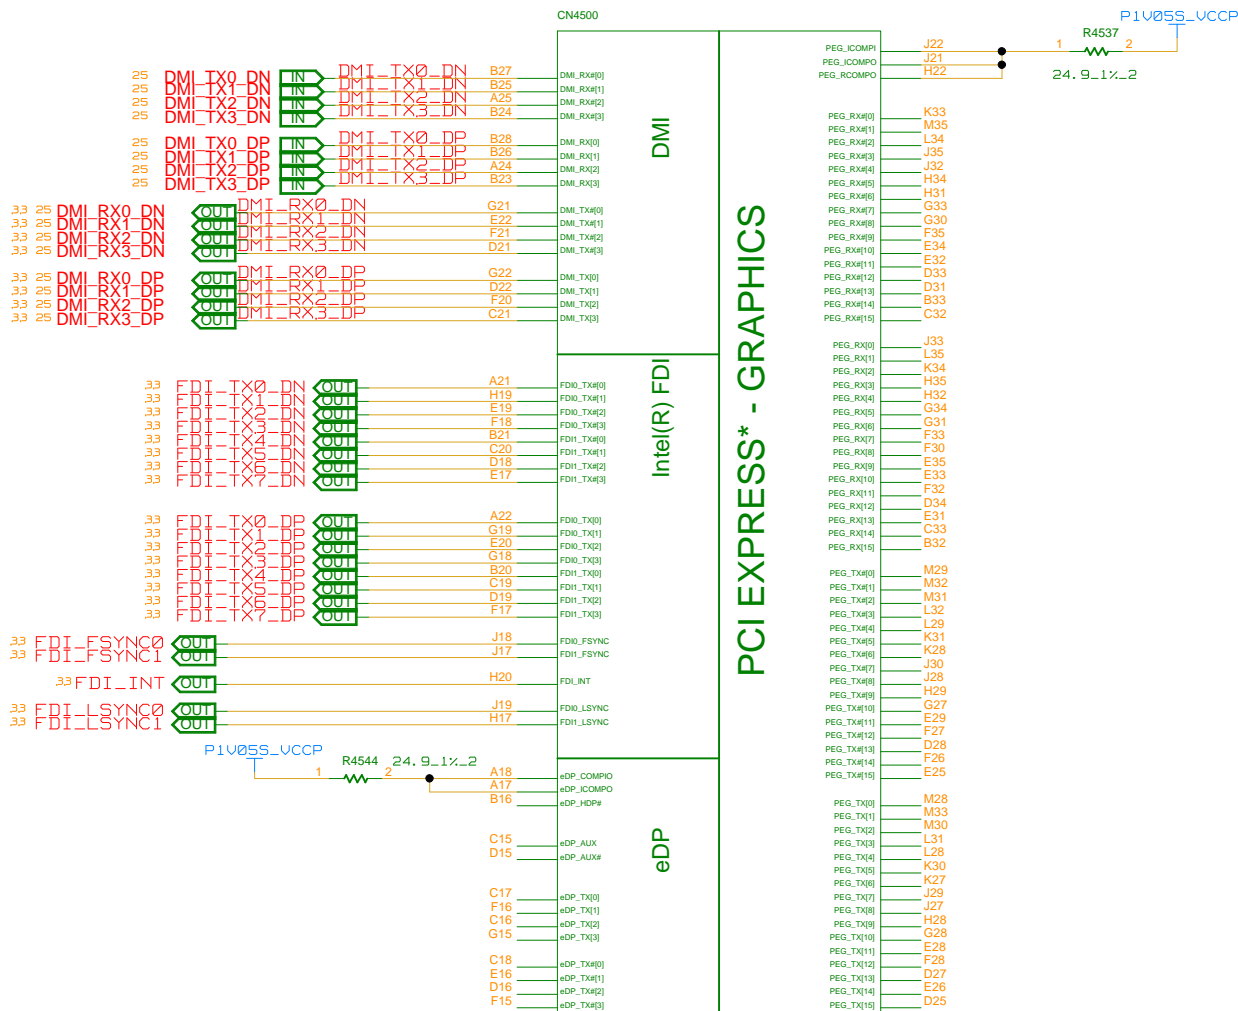 CN4500
P1V05S_VCCP
R4537
1 2
24.9_1%_2
PEG_ICOMPI J22
PEG_ICOMPO J21
PEG_RCOMPO H22
25 DMI_TX0_DN IN DMI_TX0_DN B27 DMI_RX#[0]
25 DMI_TX1_DN IN DMI_TX1_DN B25 DMI_RX#[1]
25 DMI_TX2_DN IN DMI_TX2_DN A25 DMI_RX#[2]
25 DMI_TX3_DN IN DMI_TX3_DN B24 DMI_RX#[3]
25 DMI_TX0_DP IN DMI_TX0_DP B28 DMI_RX[0]
25 DMI_TX1_DP IN DMI_TX1_DP B26 DMI_RX[1]
25 DMI_TX2_DP IN DMI_TX2_DP A24 DMI_RX[2]
25 DMI_TX3_DP IN DMI_TX3_DP B23 DMI_RX[3]
33 25 DMI_RX0_DN OUT DMI_RX0_DN G21 DMI_TX#[0]
33 25 DMI_RX1_DN OUT DMI_RX1_DN E22 DMI_TX#[1]
33 25 DMI_RX2_DN OUT DMI_RX2_DN F21 DMI_TX#[2]
33 25 DMI_RX3_DN OUT DMI_RX3_DN D21 DMI_TX#[3]
33 25 DMI_RX0_DP OUT DMI_RX0_DP G22 DMI_TX[0]
33 25 DMI_RX1_DP OUT DMI_RX1_DP D22 DMI_TX[1]
33 25 DMI_RX2_DP OUT DMI_RX2_DP F20 DMI_TX[2]
33 25 DMI_RX3_DP OUT DMI_RX3_DP C21 DMI_TX[3]
DMI
33 FDI_TX0_DN OUT A21 FDI0_TX#[0]
33 FDI_TX1_DN OUT H19 FDI0_TX#[1]
33 FDI_TX2_DN OUT E19 FDI0_TX#[2]
33 FDI_TX3_DN OUT F18 FDI0_TX#[3]
33 FDI_TX4_DN OUT B21 FDI1_TX#[0]
33 FDI_TX5_DN OUT C20 FDI1_TX#[1]
33 FDI_TX6_DN OUT D18 FDI1_TX#[2]
33 FDI_TX7_DN OUT E17 FDI1_TX#[3]
33 FDI_TX0_DP OUT A22 FDI0_TX[0]
33 FDI_TX1_DP OUT G19 FDI0_TX[1]
33 FDI_TX2_DP OUT E20 FDI0_TX[2]
33 FDI_TX3_DP OUT G18 FDI0_TX[3]
33 FDI_TX4_DP OUT B20 FDI1_TX[0]
33 FDI_TX5_DP OUT C19 FDI1_TX[1]
33 FDI_TX6_DP OUT D19 FDI1_TX[2]
33 FDI_TX7_DP OUT F17 FDI1_TX[3]
33 FDI_FSYNC0 OUT J18 FDI0_FSYNC
33 FDI_FSYNC1 OUT J17 FDI1_FSYNC
33 FDI_INT OUT H20 FDI_INT
33 FDI_LSYNC0 OUT J19 FDI0_LSYNC
33 FDI_LSYNC1 OUT H17 FDI1_LSYNC
Intel(R) FDI
P1V05S_VCCP
R4544 24.9_1%_2
1 2
A18 eDP_COMPIO
A17 eDP_ICOMPO
B16 eDP_HDP#
C15 eDP_AUX
D15 eDP_AUX#
C17 eDP_TX[0]
F16 eDP_TX[1]
C16 eDP_TX[2]
G15 eDP_TX[3]
C18 eDP_TX#[0]
E16 eDP_TX#[1]
D16 eDP_TX#[2]
F15 eDP_TX#[3]
eDP
PCI EXPRESS* - GRAPHICS
PEG_RX#[0] K33
PEG_RX#[1] M35
PEG_RX#[2] L34
PEG_RX#[3] J35
PEG_RX#[4] J32
PEG_RX#[5] H34
PEG_RX#[6] H31
PEG_RX#[7] G33
PEG_RX#[8] G30
PEG_RX#[9] F35
PEG_RX#[10] E34
PEG_RX#[11] E32
PEG_RX#[12] D33
PEG_RX#[13] D31
PEG_RX#[14] B33
PEG_RX#[15] C32
PEG_RX[0] J33
PEG_RX[1] L35
PEG_RX[2] K34
PEG_RX[3] H35
PEG_RX[4] H32
PEG_RX[5] G34
PEG_RX[6] G31
PEG_RX[7] F33
PEG_RX[8] F30
PEG_RX[9] E35
PEG_RX[10] E33
PEG_RX[11] F32
PEG_RX[12] D34
PEG_RX[13] E31
PEG_RX[14] C33
PEG_RX[15] B32
PEG_TX#[0] M29
PEG_TX#[1] M32
PEG_TX#[2] M31
PEG_TX#[3] L32
PEG_TX#[4] L29
PEG_TX#[5] K31
PEG_TX#[6] K28
PEG_TX#[7] J30
PEG_TX#[8] J28
PEG_TX#[9] H29
PEG_TX#[10] G27
PEG_TX#[11] E29
PEG_TX#[12] F27
PEG_TX#[13] D28
PEG_TX#[14] F26
PEG_TX#[15] E25
PEG_TX[0] M28
PEG_TX[1] M33
PEG_TX[2] M30
PEG_TX[3] L31
PEG_TX[4] L28
PEG_TX[5] K30
PEG_TX[6] K27
PEG_TX[7] J29
PEG_TX[8] J27
PEG_TX[9] H28
PEG_TX[10] G28
PEG_TX[11] E28
PEG_TX[12] F28
PEG_TX[13] D27
PEG_TX[14] E26
PEG_TX[15] D25